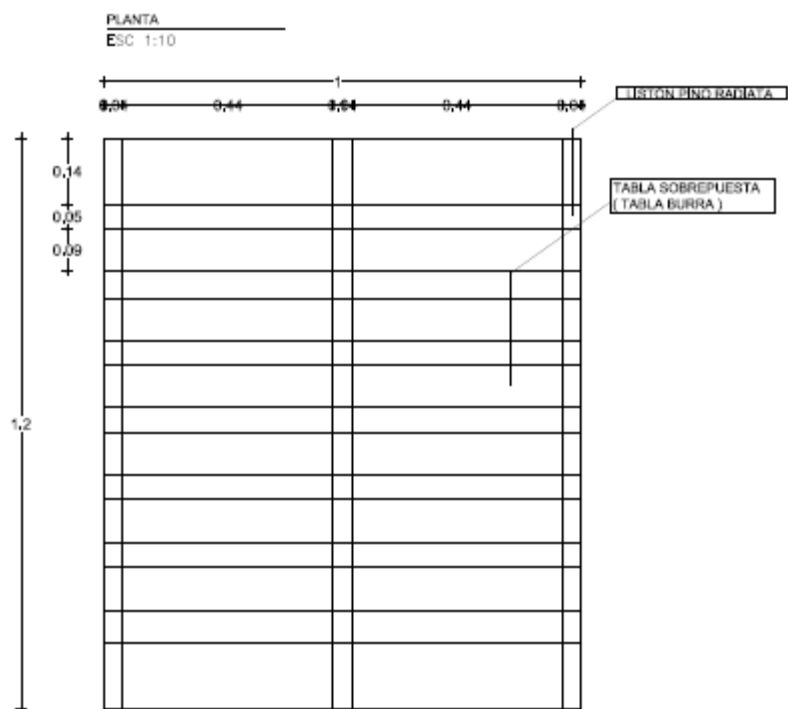 PLANTA
ESC 1:10
1
0,44 0,44
LISTON PINO RADIATA
0,14
TABLA SOBREPUESTA
( TABLA BURRA )
0,05
0,09
1,2